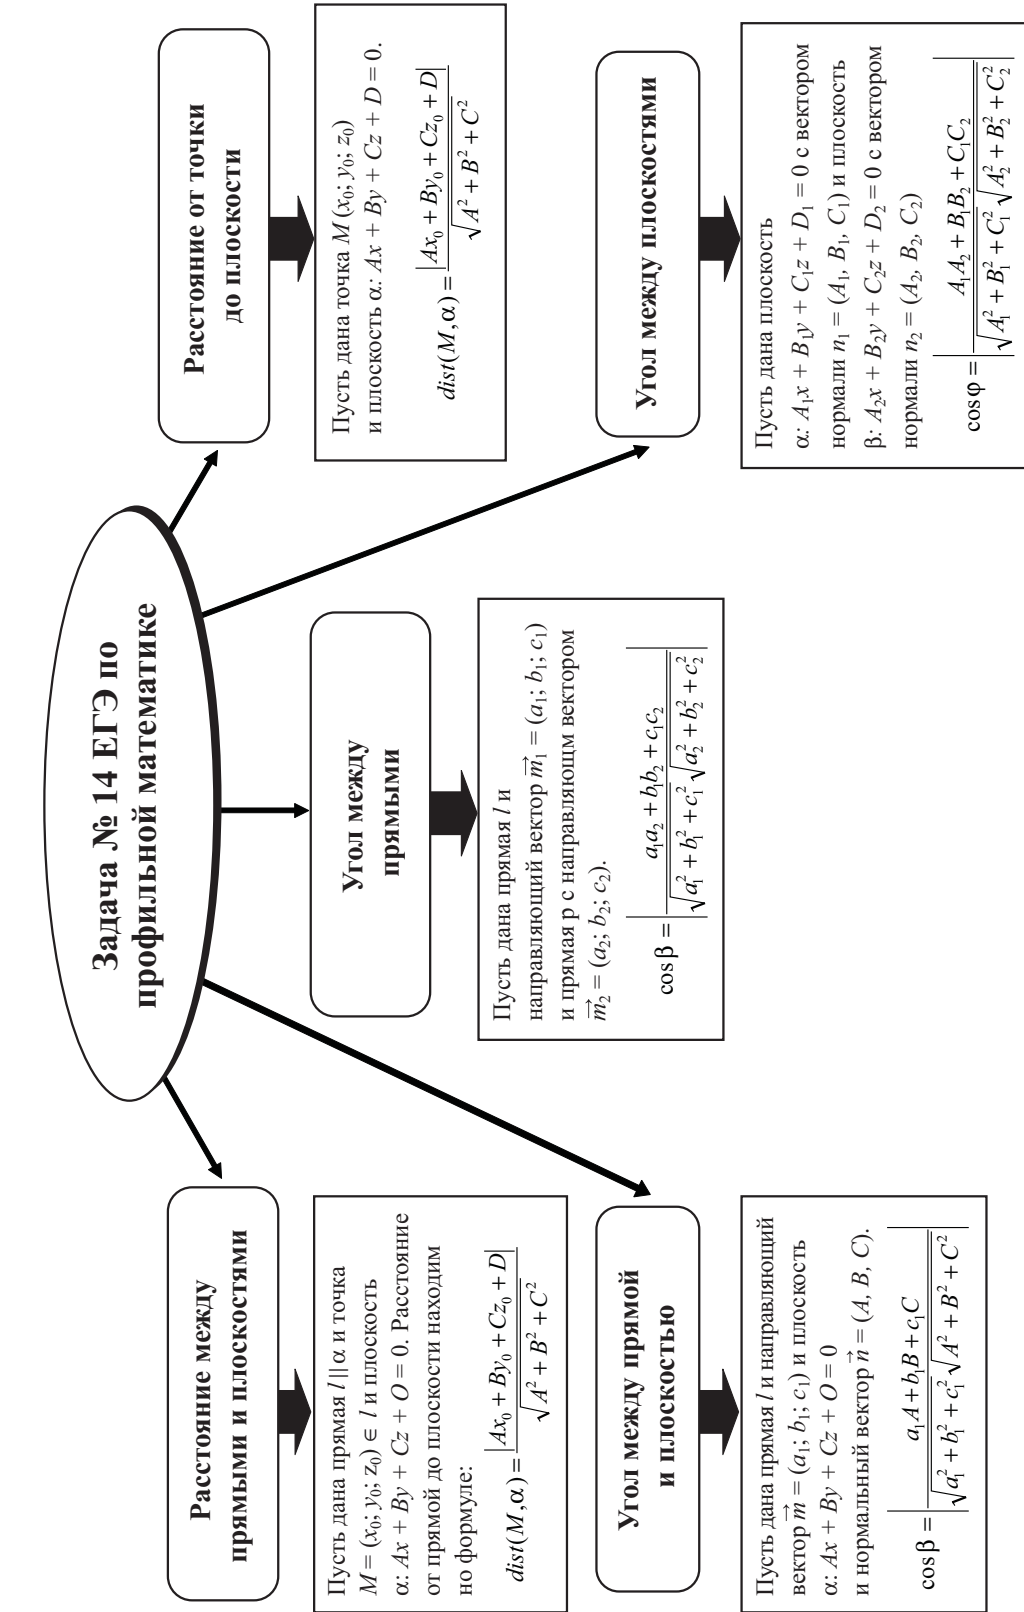 Задача № 14 ЕГЭ по
профильной математике
Расстояние между
прямыми и плоскостями
Пусть дана прямая l || α и точка
M = (x₀; y₀; z₀) ∈ l и плоскость
α: Ax + By + Cz + O = 0. Расстояние
от прямой до плоскости находим
но формуле:
dist(M,α) = |Ax₀ + By₀ + Cz₀ + D| / √(A² + B² + C²)
Угол между прямой
и плоскостью
Пусть дана прямая l и направляющий
вектор m⃗ = (a₁; b₁; c₁) и плоскость
α: Ax + By + Cz + O = 0
и нормальный вектор n⃗ = (A, B, C).
cos β = |(a₁A + b₁B + c₁C) / (√(a₁² + b₁² + c₁²) √(A² + B² + C²))|
Угол между
прямыми
Пусть дана прямая l и
направляющий вектор m⃗₁ = (a₁; b₁; c₁)
и прямая p с направляющм вектором
m⃗₂ = (a₂; b₂; c₂).
cos β = |(a₁a₂ + b₁b₂ + c₁c₂) / (√(a₁² + b₁² + c₁²) √(a₂² + b₂² + c₂²))|
Расстояние от точки
до плоскости
Пусть дана точка M (x₀; y₀; z₀)
и плоскость α: Ax + By + Cz + D = 0.
dist(M,α) = |Ax₀ + By₀ + Cz₀ + D| / √(A² + B² + C²)
Угол между плоскостями
Пусть дана плоскость
α: A₁x + B₁y + C₁z + D₁ = 0 с вектором
нормали n₁ = (A₁, B₁, C₁) и плоскость
β: A₂x + B₂y + C₂z + D₂ = 0 с вектором
нормали n₂ = (A₂, B₂, C₂)
cos φ = |(A₁A₂ + B₁B₂ + C₁C₂) / (√(A₁² + B₁² + C₁²) √(A₂² + B₂² + C₂²))|